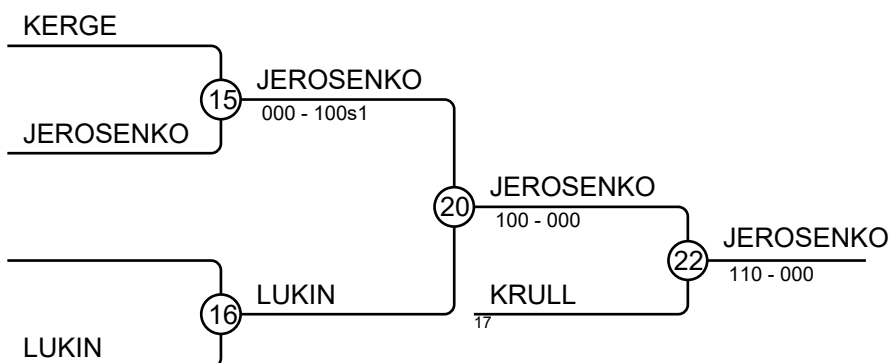 KERGE
15
JEROSENKO
000 - 100s1
JEROSENKO
20
JEROSENKO
100 - 000
22
JEROSENKO
110 - 000
16
LUKIN
KRULL
17
LUKIN